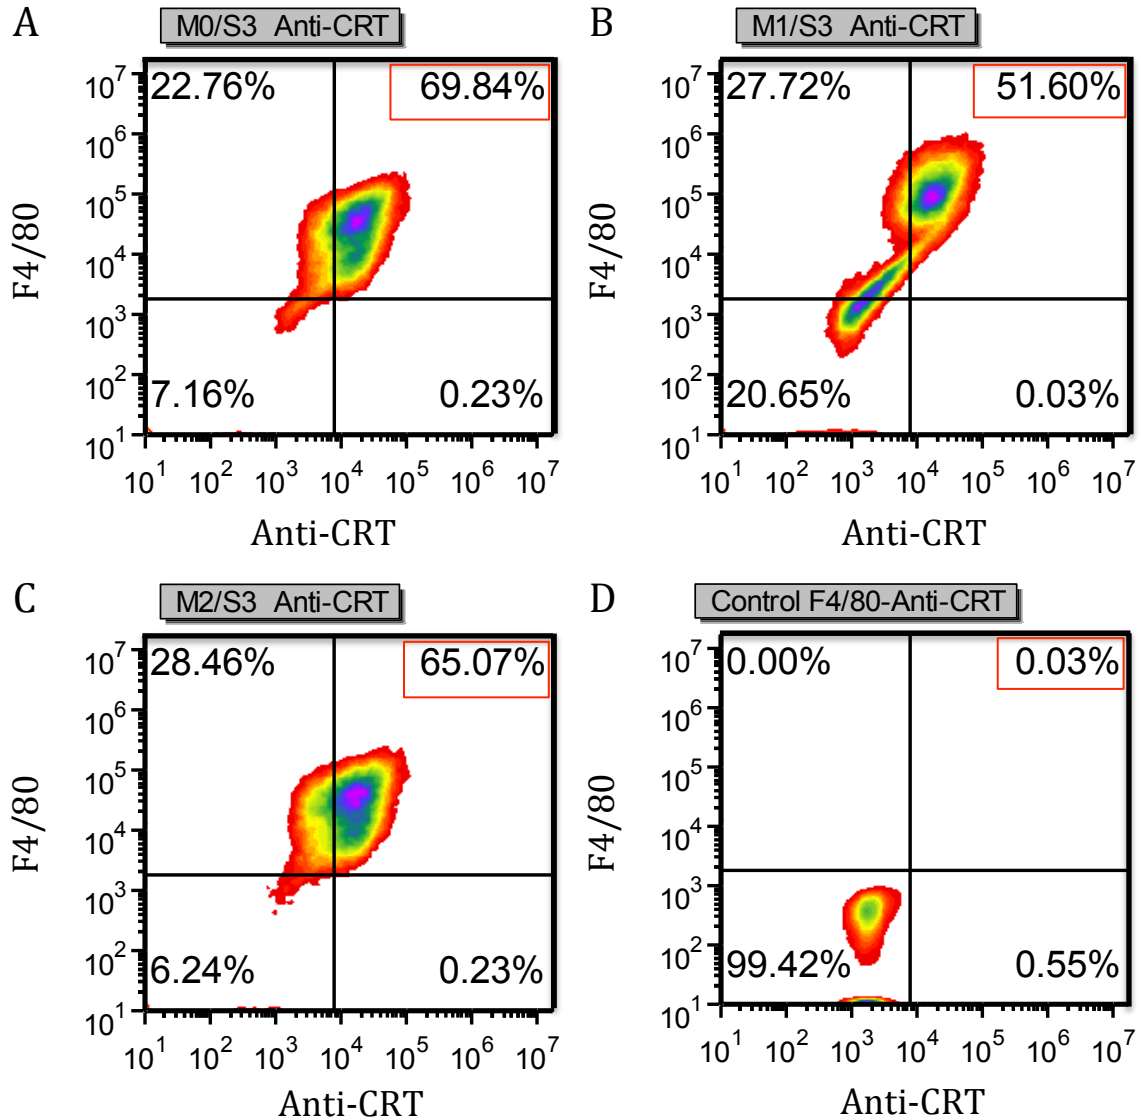 A
M0/S3 Anti-CRT
22.76% 69.84%
7.16% 0.23%
10^7
10^6
10^5
10^4
10^3
10^2
10^1
F4/80
10^1 10^2 10^3 10^4 10^5 10^6 10^7
Anti-CRT
B
M1/S3 Anti-CRT
27.72% 51.60%
20.65% 0.03%
10^7
10^6
10^5
10^4
10^3
10^2
10^1
F4/80
10^1 10^2 10^3 10^4 10^5 10^6 10^7
Anti-CRT
C
M2/S3 Anti-CRT
28.46% 65.07%
6.24% 0.23%
10^7
10^6
10^5
10^4
10^3
10^2
10^1
F4/80
10^1 10^2 10^3 10^4 10^5 10^6 10^7
Anti-CRT
D
Control F4/80-Anti-CRT
0.00% 0.03%
99.42% 0.55%
10^7
10^6
10^5
10^4
10^3
10^2
10^1
F4/80
10^1 10^2 10^3 10^4 10^5 10^6 10^7
Anti-CRT